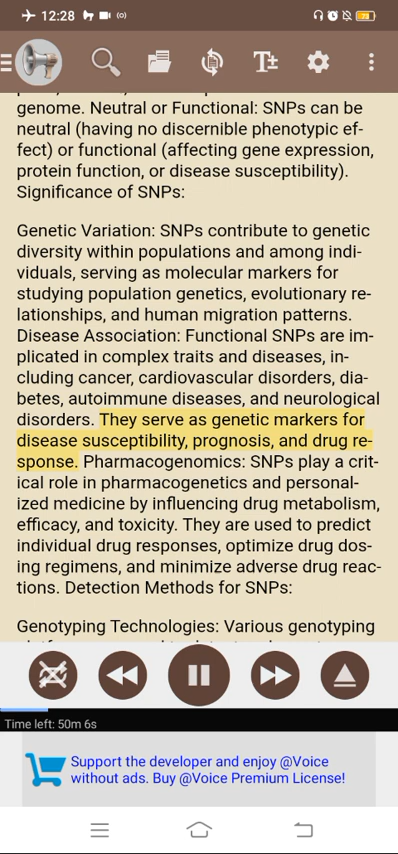 12:28
genome. Neutral or Functional: SNPs can be
neutral (having no discernible phenotypic ef-
fect) or functional (affecting gene expression,
protein function, or disease susceptibility).
Significance of SNPs:
Genetic Variation: SNPs contribute to genetic
diversity within populations and among indi-
viduals, serving as molecular markers for
studying population genetics, evolutionary re-
lationships, and human migration patterns.
Disease Association: Functional SNPs are im-
plicated in complex traits and diseases, in-
cluding cancer, cardiovascular disorders, dia-
betes, autoimmune diseases, and neurological
disorders. They serve as genetic markers for
disease susceptibility, prognosis, and drug re-
sponse. Pharmacogenomics: SNPs play a crit-
ical role in pharmacogenetics and personal-
ized medicine by influencing drug metabolism,
efficacy, and toxicity. They are used to predict
individual drug responses, optimize drug dos-
ing regimens, and minimize adverse drug reac-
tions. Detection Methods for SNPs:
Genotyping Technologies: Various genotyping
Time left: 50m 6s
Support the developer and enjoy @Voice
without ads. Buy @Voice Premium License!